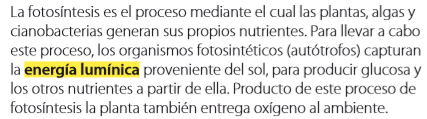 La fotosíntesis es el proceso mediante el cual las plantas, algas y
cianobacterias generan sus propios nutrientes. Para llevar a cabo
este proceso, los organismos fotosintéticos (autótrofos) capturan
la energía lumínica proveniente del sol, para producir glucosa y
los otros nutrientes a partir de ella. Producto de este proceso de
fotosíntesis la planta también entrega oxígeno al ambiente.